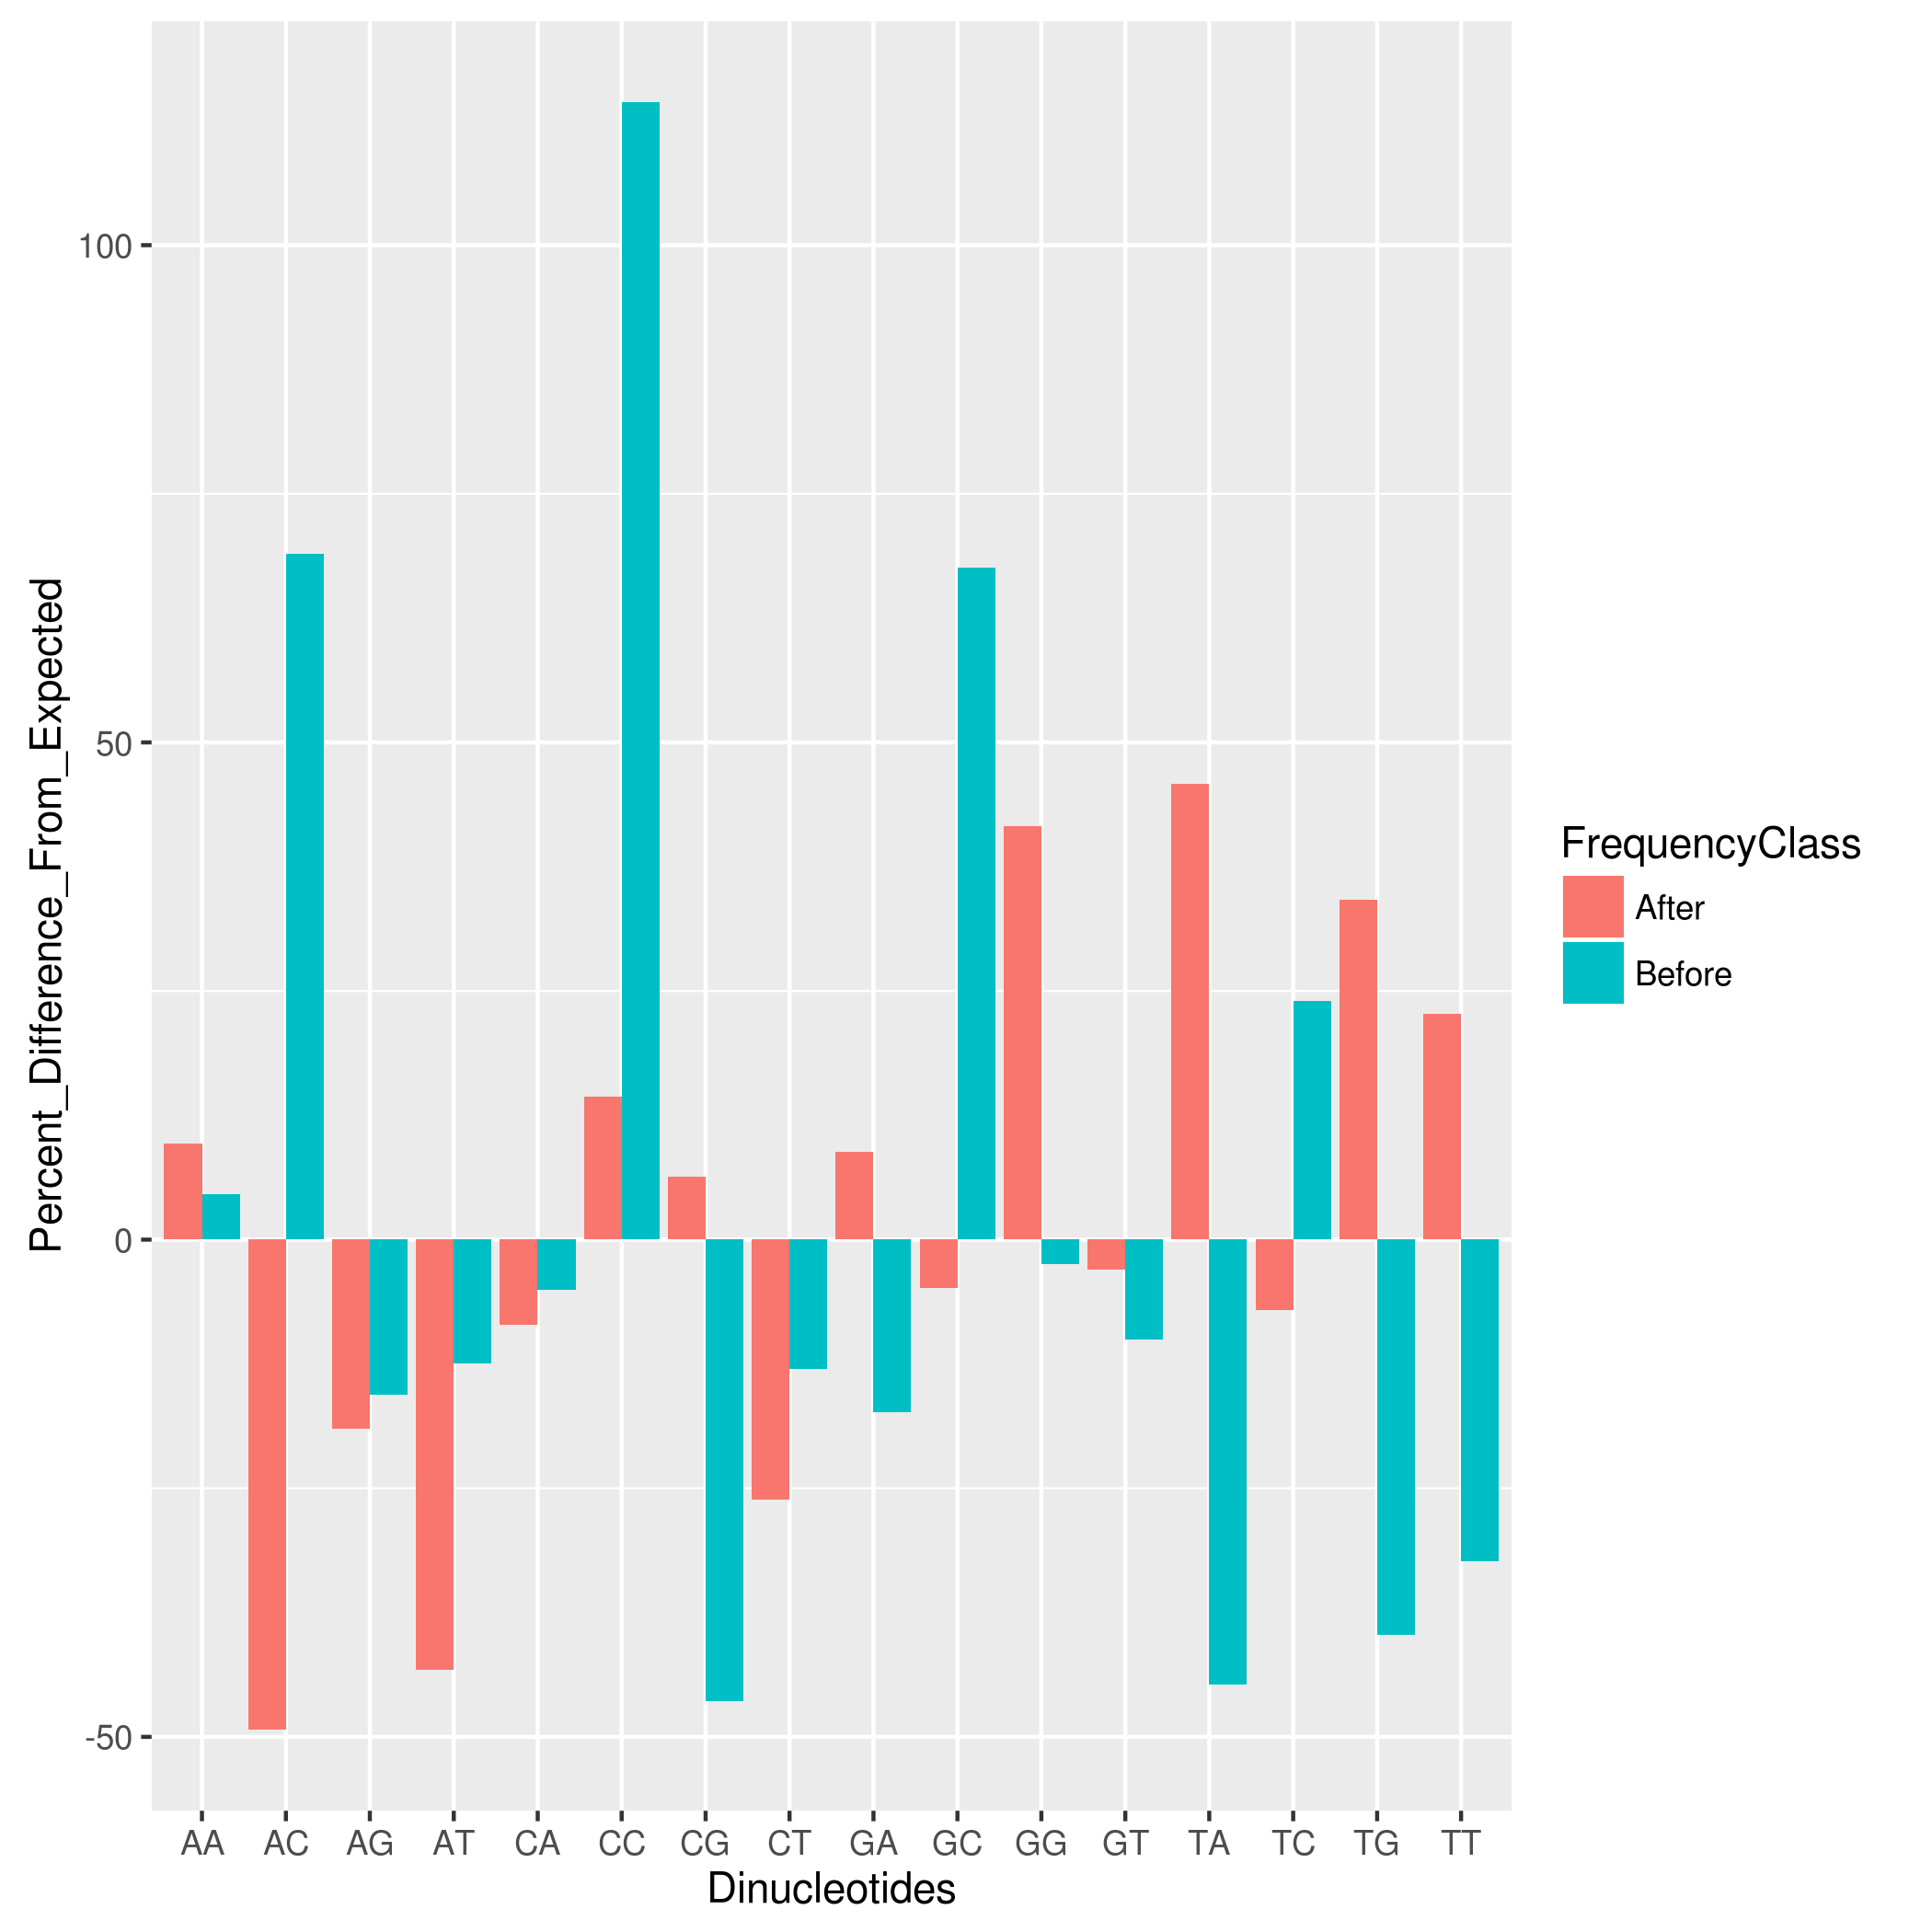 Percent_Difference_From_Expected
100
50
0
-50
AA AC AG AT CA CC CG CT GA GC GG GT TA TC TG TT
Dinucleotides
FrequencyClass
After
Before